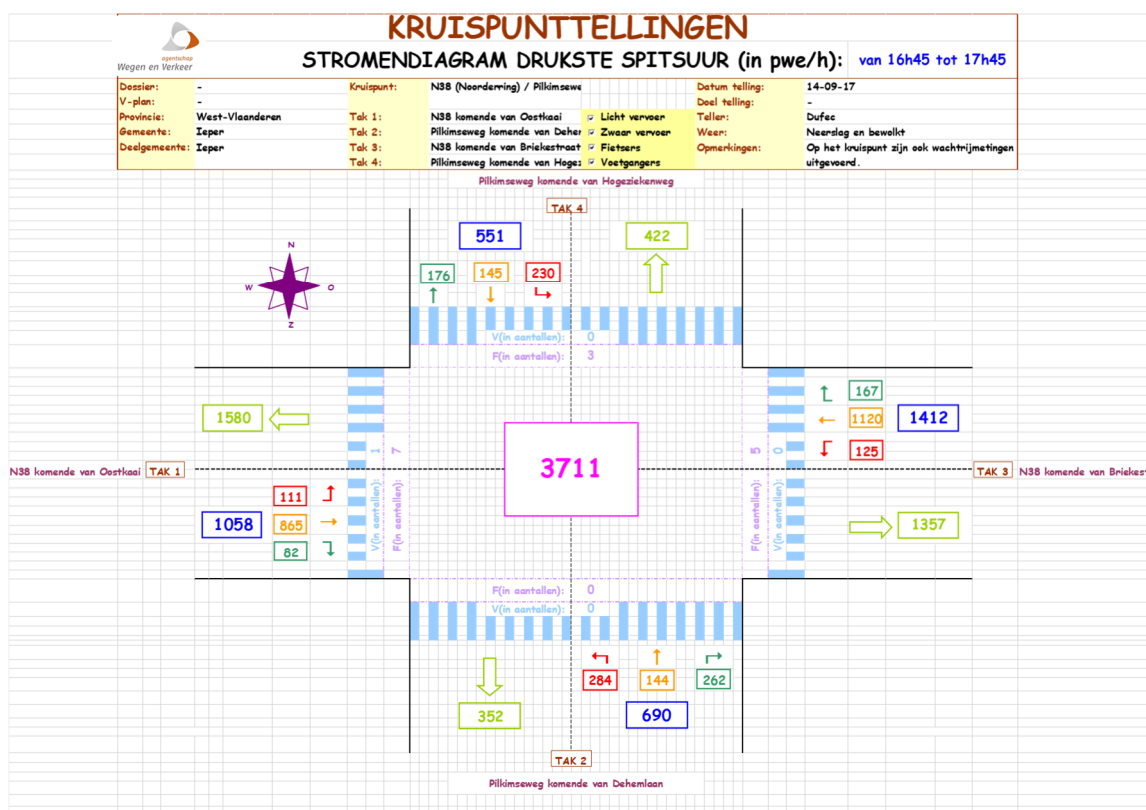 KRUISPUNTTELLINGEN
STROMENDIAGRAM DRUKSTE SPITSUUR (in pwe/h): van 16h45 tot 17h45
agentschap
Wegen en Verkeer
Dossier: - Kruispunt: N38 (Noorderring) / Pilkimsewe Datum telling: 14-09-17
V-plan: - Doel telling: -
Provincie: West-Vlaanderen Tak 1: N38 komende van Oostkaai Licht vervoer Teller: Dufec
Gemeente: Ieper Tak 2: Pilkimseweg komende van Deher Zwaar vervoer Weer: Neerslag en bewolkt
Deelgemeente: Ieper Tak 3: N38 komende van Briekestraat Fietsers Opmerkingen: Op het kruispunt zijn ook wachtrijmetingen
Tak 4: Pilkimseweg komende van Hogez Voetgangers uitgevoerd.
Pilkimseweg komende van Hogeziekenweg
TAK 4
551 422
176 145 230
N
W O
Z
V(in aantallen): 0
F(in aantallen): 3
1580
1 7
V(in aantallen):
F(in aantallen):
5 0
F(in aantallen):
V(in aantallen):
167
1120 1412
125
3711
N38 komende van Oostkaai TAK 1
TAK 3 N38 komende van Briekest
111
1058 865
82
1357
F(in aantallen): 0
V(in aantallen): 0
284 144 262
352 690
TAK 2
Pilkimseweg komende van Dehemlaan